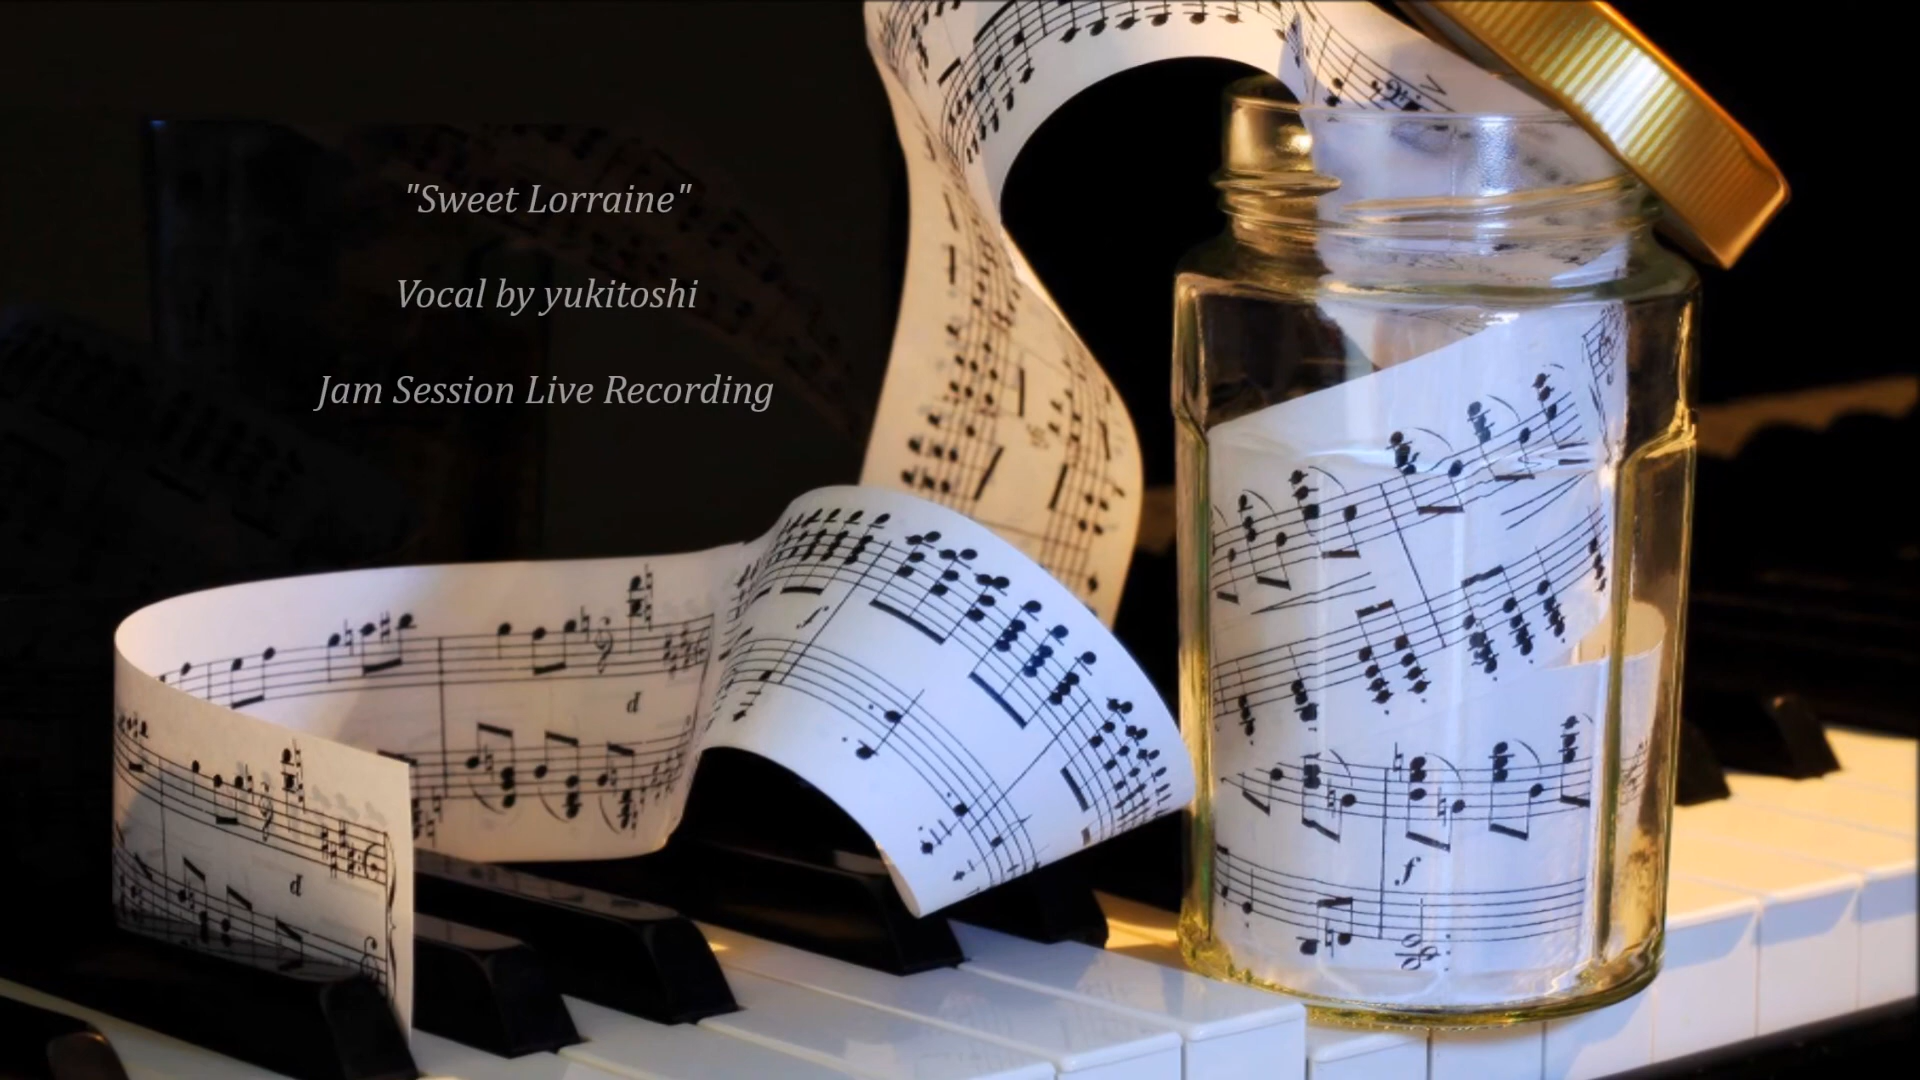 "Sweet Lorraine"
Vocal by yukitoshi
Jam Session Live Recording
d
f
d
f